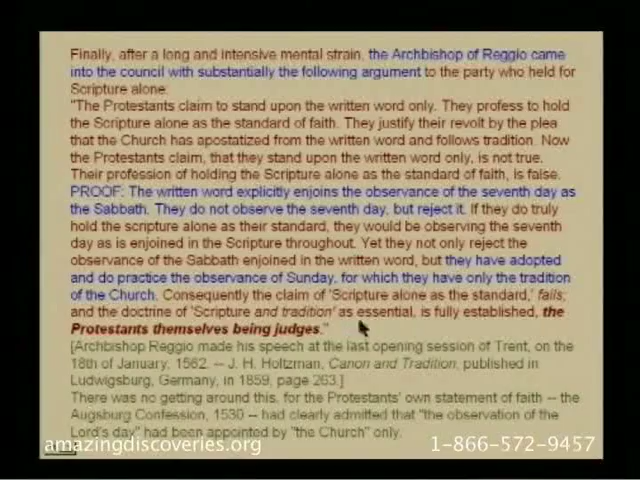 Finally, after a long and intensive mental strain, the Archbishop of Reggio came
into the council with substantially the following argument to the party who held for
Scripture alone:
"The Protestants claim to stand upon the written word only. They profess to hold
the Scripture alone as the standard of faith. They justify their revolt by the plea
that the Church has apostatized from the written word and follows tradition. Now
the Protestants claim, that they stand upon the written word only, is not true.
Their profession of holding the Scripture alone as the standard of faith, is false.
PROOF: The written word explicitly enjoins the observance of the seventh day as
the Sabbath. They do not observe the seventh day, but reject it. If they do truly
hold the scripture alone as their standard, they would be observing the seventh
day as is enjoined in the Scripture throughout. Yet they not only reject the
observance of the Sabbath enjoined in the written word, but they have adopted
and do practice the observance of Sunday, for which they have only the tradition
of the Church. Consequently the claim of 'Scripture alone as the standard,' fails;
and the doctrine of 'Scripture and tradition' as essential, is fully established, the
Protestants themselves being judges."
[Archbishop Reggio made his speech at the last opening session of Trent, on the
18th of January, 1562. -- J. H. Holtzman, Canon and Tradition, published in
Ludwigsburg, Germany, in 1859, page 263.]
There was no getting around this, for the Protestants' own statement of faith -- the
Augsburg Confession, 1530 -- had clearly admitted that "the observation of the
Lord's day" had been appointed by "the Church" only.
amazingdiscoveries.org
1-866-572-9457